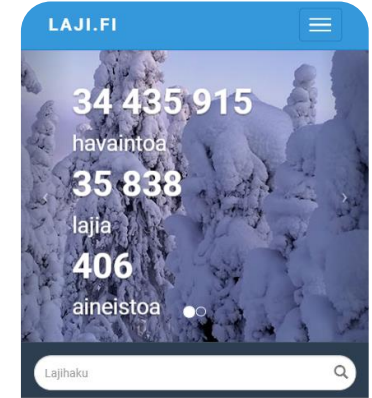 LAJI.FI
34 435 915
havaintoa
35 838
lajia
406
aineistoa
Lajihaku